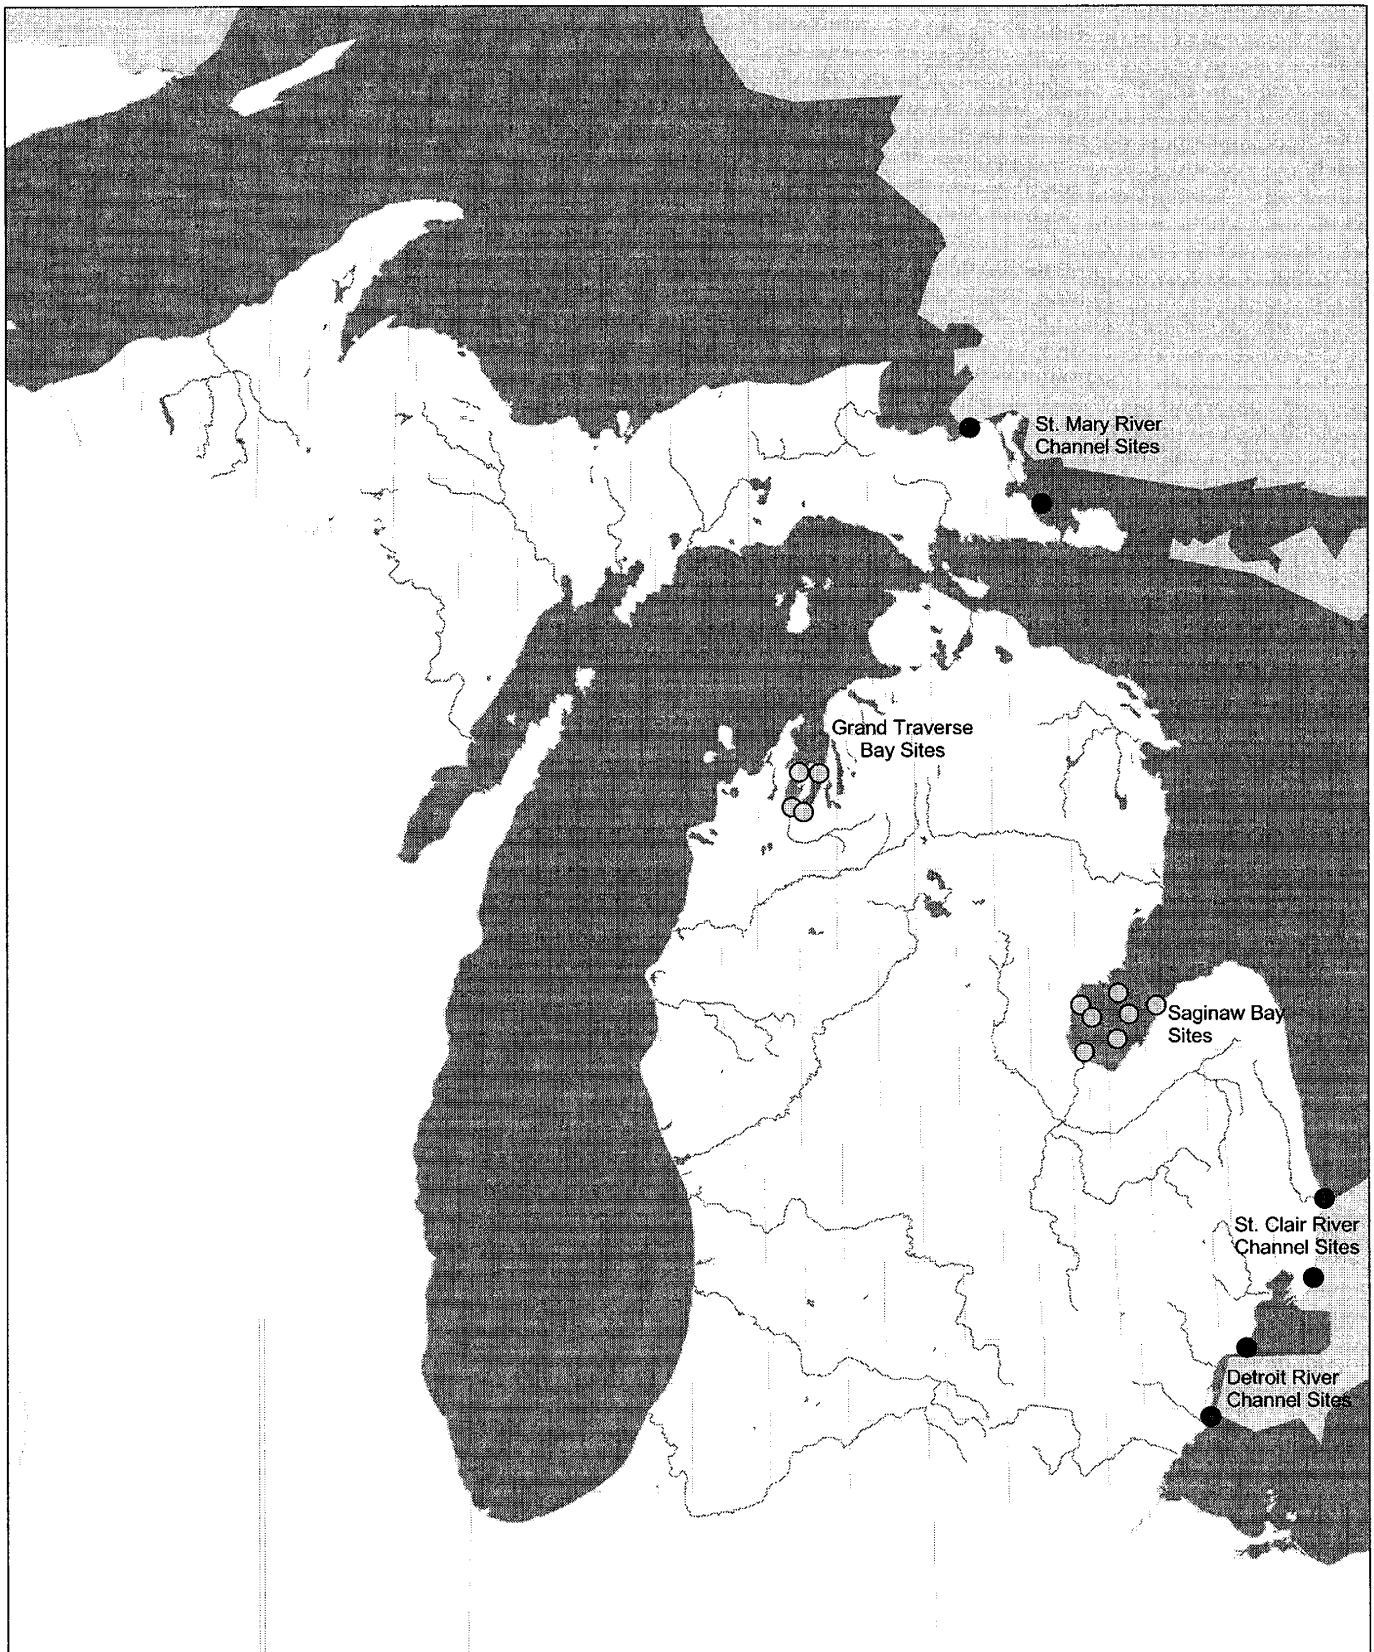 St. Mary River
Channel Sites
Grand Traverse
Bay Sites
Saginaw Bay
Sites
St. Clair River
Channel Sites
Detroit River
Channel Sites